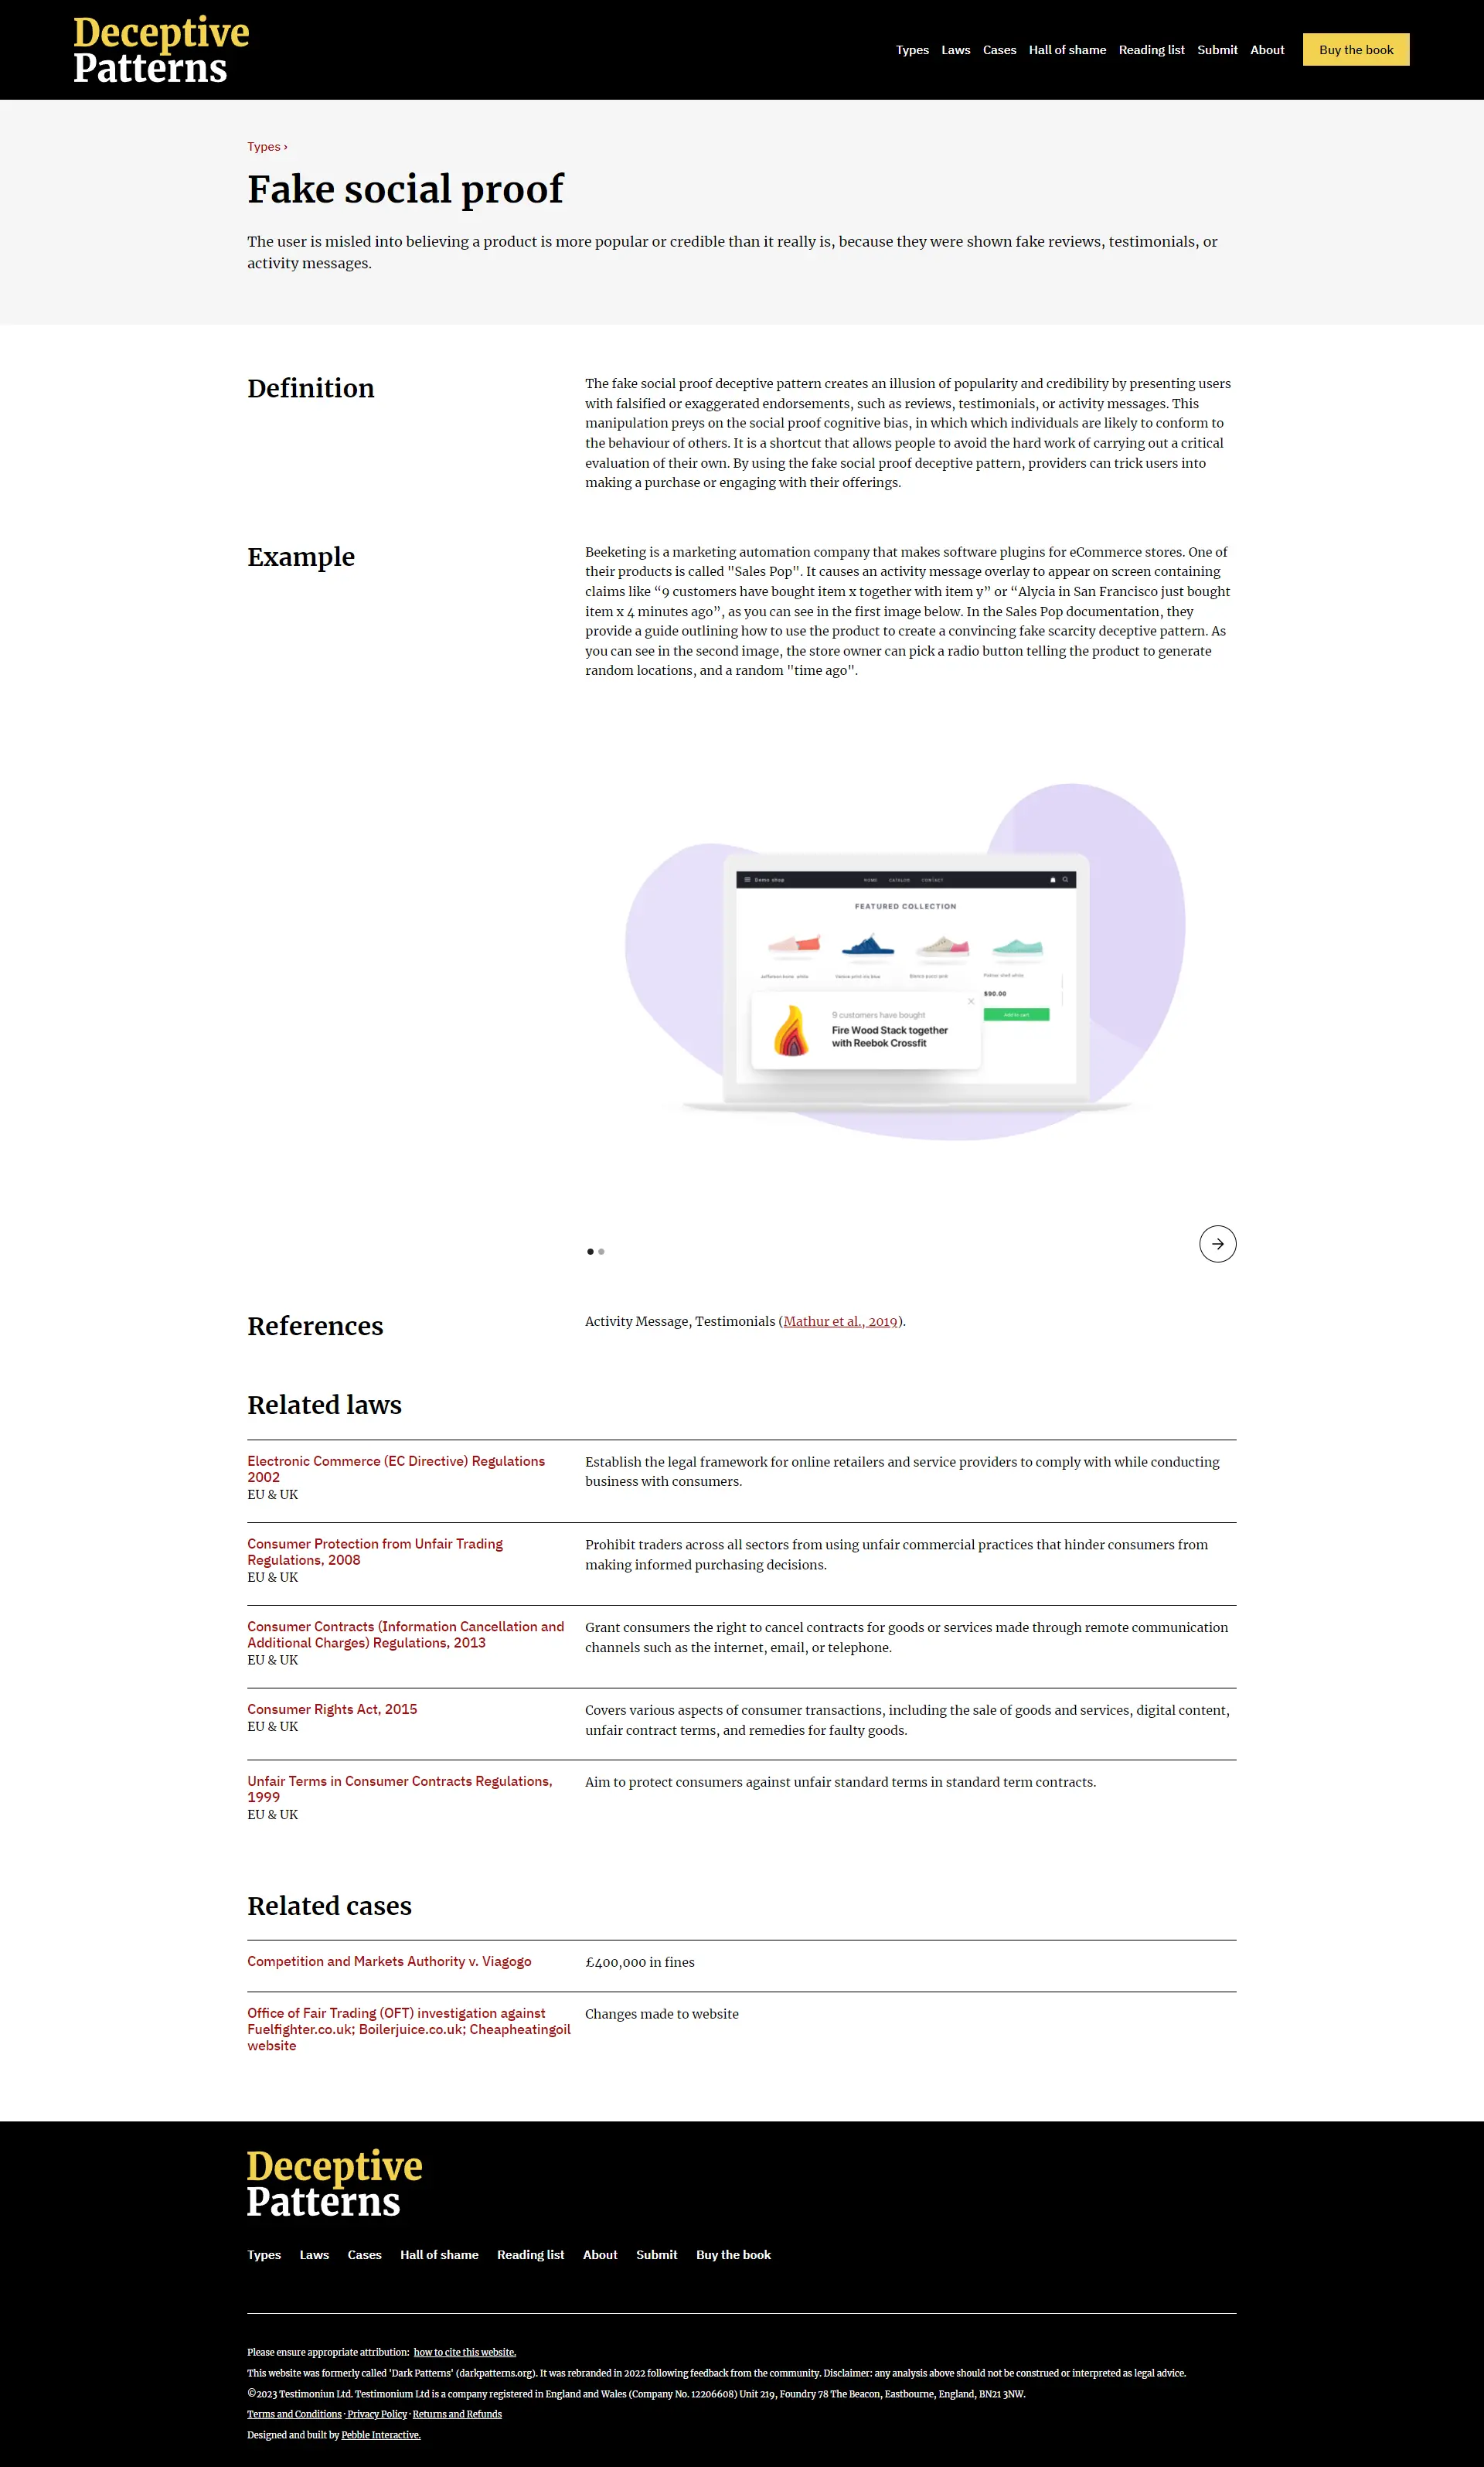 Deceptive
Patterns
Types Laws Cases Hall of shame Reading list Submit About Buy the book
Types ›
Fake social proof
The user is misled into believing a product is more popular or credible than it really is, because they were shown fake reviews, testimonials, or
activity messages.
Definition
The fake social proof deceptive pattern creates an illusion of popularity and credibility by presenting users
with falsified or exaggerated endorsements, such as reviews, testimonials, or activity messages. This
manipulation preys on the social proof cognitive bias, in which which individuals are likely to conform to
the behaviour of others. It is a shortcut that allows people to avoid the hard work of carrying out a critical
evaluation of their own. By using the fake social proof deceptive pattern, providers can trick users into
making a purchase or engaging with their offerings.
Example
Beeketing is a marketing automation company that makes software plugins for eCommerce stores. One of
their products is called "Sales Pop". It causes an activity message overlay to appear on screen containing
claims like “9 customers have bought item x together with item y” or “Alycia in San Francisco just bought
item x 4 minutes ago”, as you can see in the first image below. In the Sales Pop documentation, they
provide a guide outlining how to use the product to create a convincing fake scarcity deceptive pattern. As
you can see in the second image, the store owner can pick a radio button telling the product to generate
random locations, and a random "time ago".
Demo shop HOME CATALOG CONTACT
FEATURED COLLECTION
$90.00
Add to cart
9 customers have bought
Fire Wood Stack together
with Reebok Crossfit
References
Activity Message, Testimonials (Mathur et al., 2019).
Related laws
Electronic Commerce (EC Directive) Regulations
2002
EU & UK
Establish the legal framework for online retailers and service providers to comply with while conducting
business with consumers.
Consumer Protection from Unfair Trading
Regulations, 2008
EU & UK
Prohibit traders across all sectors from using unfair commercial practices that hinder consumers from
making informed purchasing decisions.
Consumer Contracts (Information Cancellation and
Additional Charges) Regulations, 2013
EU & UK
Grant consumers the right to cancel contracts for goods or services made through remote communication
channels such as the internet, email, or telephone.
Consumer Rights Act, 2015
EU & UK
Covers various aspects of consumer transactions, including the sale of goods and services, digital content,
unfair contract terms, and remedies for faulty goods.
Unfair Terms in Consumer Contracts Regulations,
1999
EU & UK
Aim to protect consumers against unfair standard terms in standard term contracts.
Related cases
Competition and Markets Authority v. Viagogo
£400,000 in fines
Office of Fair Trading (OFT) investigation against
Fuelfighter.co.uk; Boilerjuice.co.uk; Cheapheatingoil
website
Changes made to website
Deceptive
Patterns
Types Laws Cases Hall of shame Reading list About Submit Buy the book
Please ensure appropriate attribution: how to cite this website.
This website was formerly called 'Dark Patterns' (darkpatterns.org). It was rebranded in 2022 following feedback from the community. Disclaimer: any analysis above should not be construed or interpreted as legal advice.
©2023 Testimoniun Ltd. Testimonium Ltd is a company registered in England and Wales (Company No. 12206608) Unit 219, Foundry 78 The Beacon, Eastbourne, England, BN21 3NW.
Terms and Conditions · Privacy Policy · Returns and Refunds
Designed and built by Pebble Interactive.